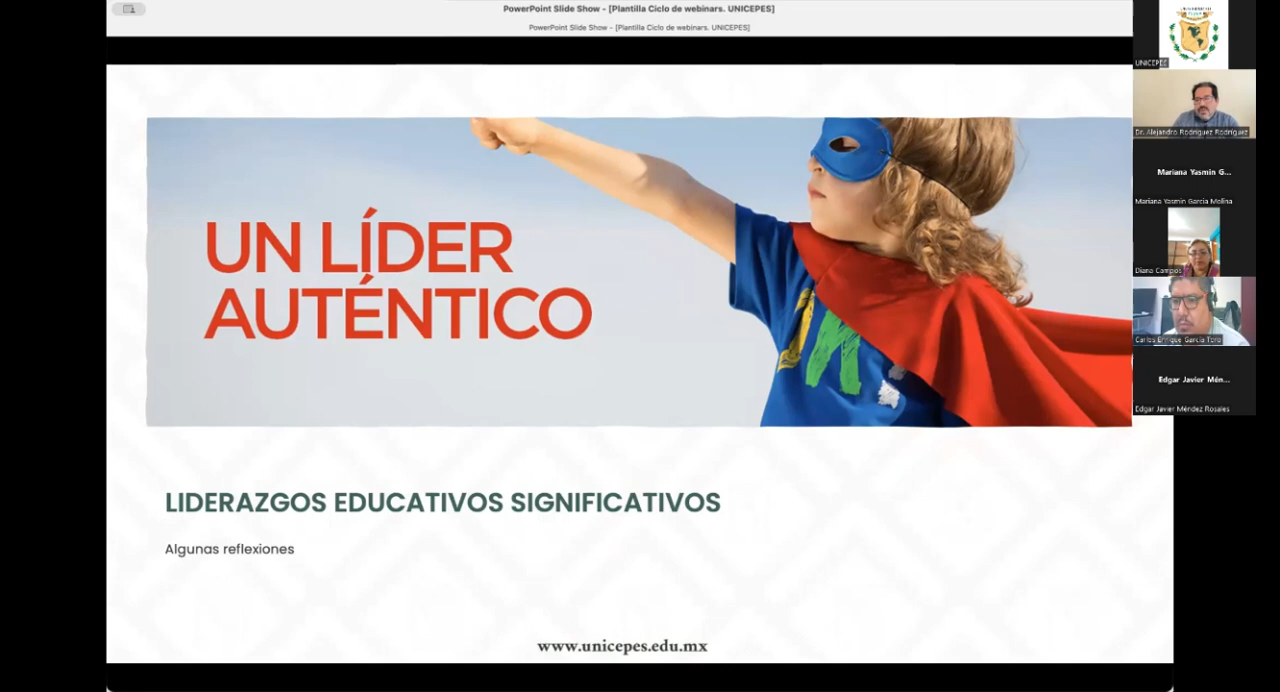 PowerPoint Slide Show - [Plantilla Ciclo de webinars. UNICEPES]
PowerPoint Slide Show - [Plantilla Ciclo de webinars. UNICEPES]
UN LÍDER
AUTÉNTICO
LIDERAZGOS EDUCATIVOS SIGNIFICATIVOS
Algunas reflexiones
www.unicepes.edu.mx
UNICEPES
Dr. Alejandro Rodríguez Rodríguez
Mariana Yasmin G...
Mariana Yasmin García Molina
Diana Campos
Carlos Enrique García Toro
Edgar Javier Mén...
Edgar Javier Méndez Rosales